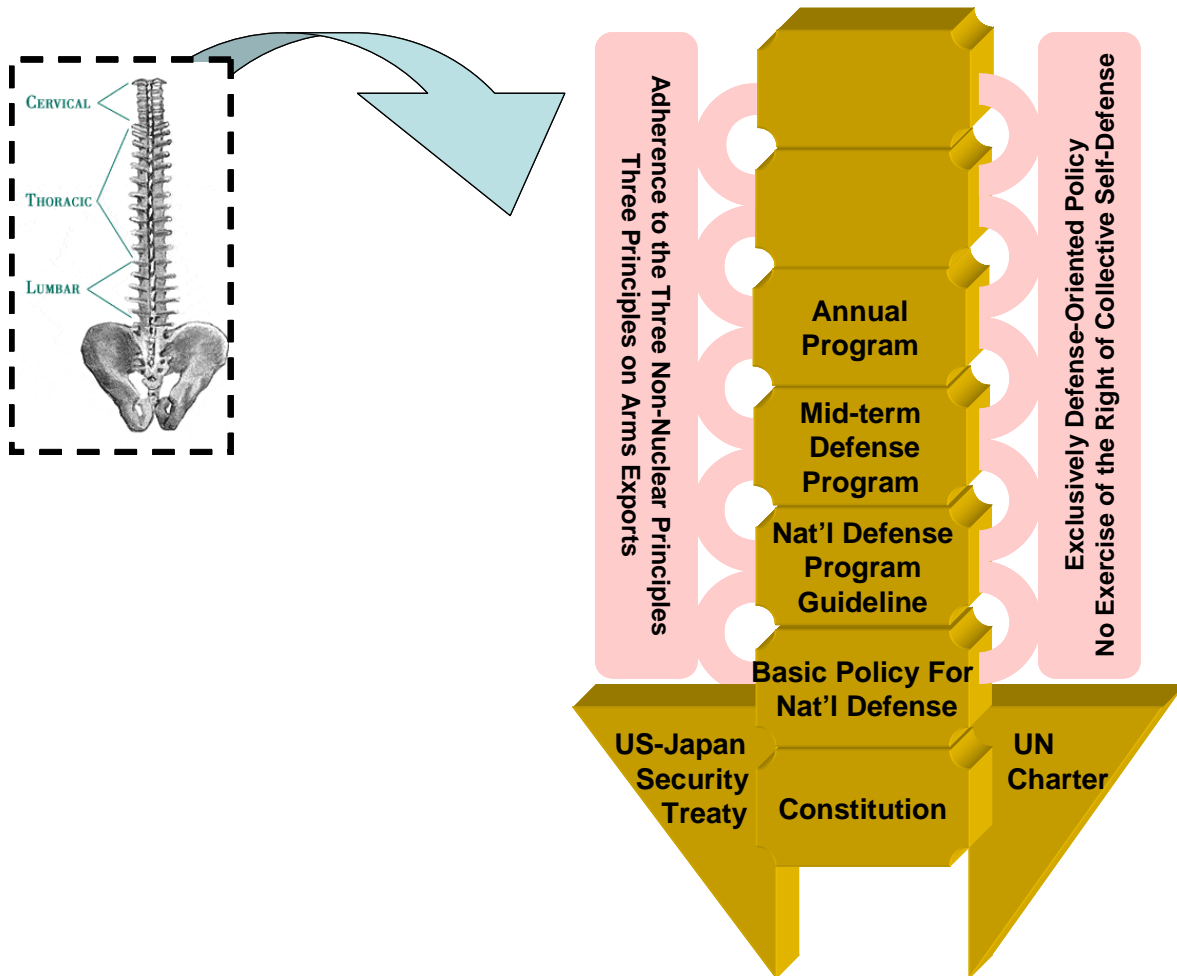 CERVICAL
THORACIC
LUMBAR
Adherence to the Three Non-Nuclear Principles
Three Principles on Arms Exports
Annual
Program
Mid-term
Defense
Program
Nat’l Defense
Program
Guideline
Basic Policy For
Nat’l Defense
Constitution
US-Japan
Security
Treaty
UN
Charter
Exclusively Defense-Oriented Policy
No Exercise of the Right of Collective Self-Defense